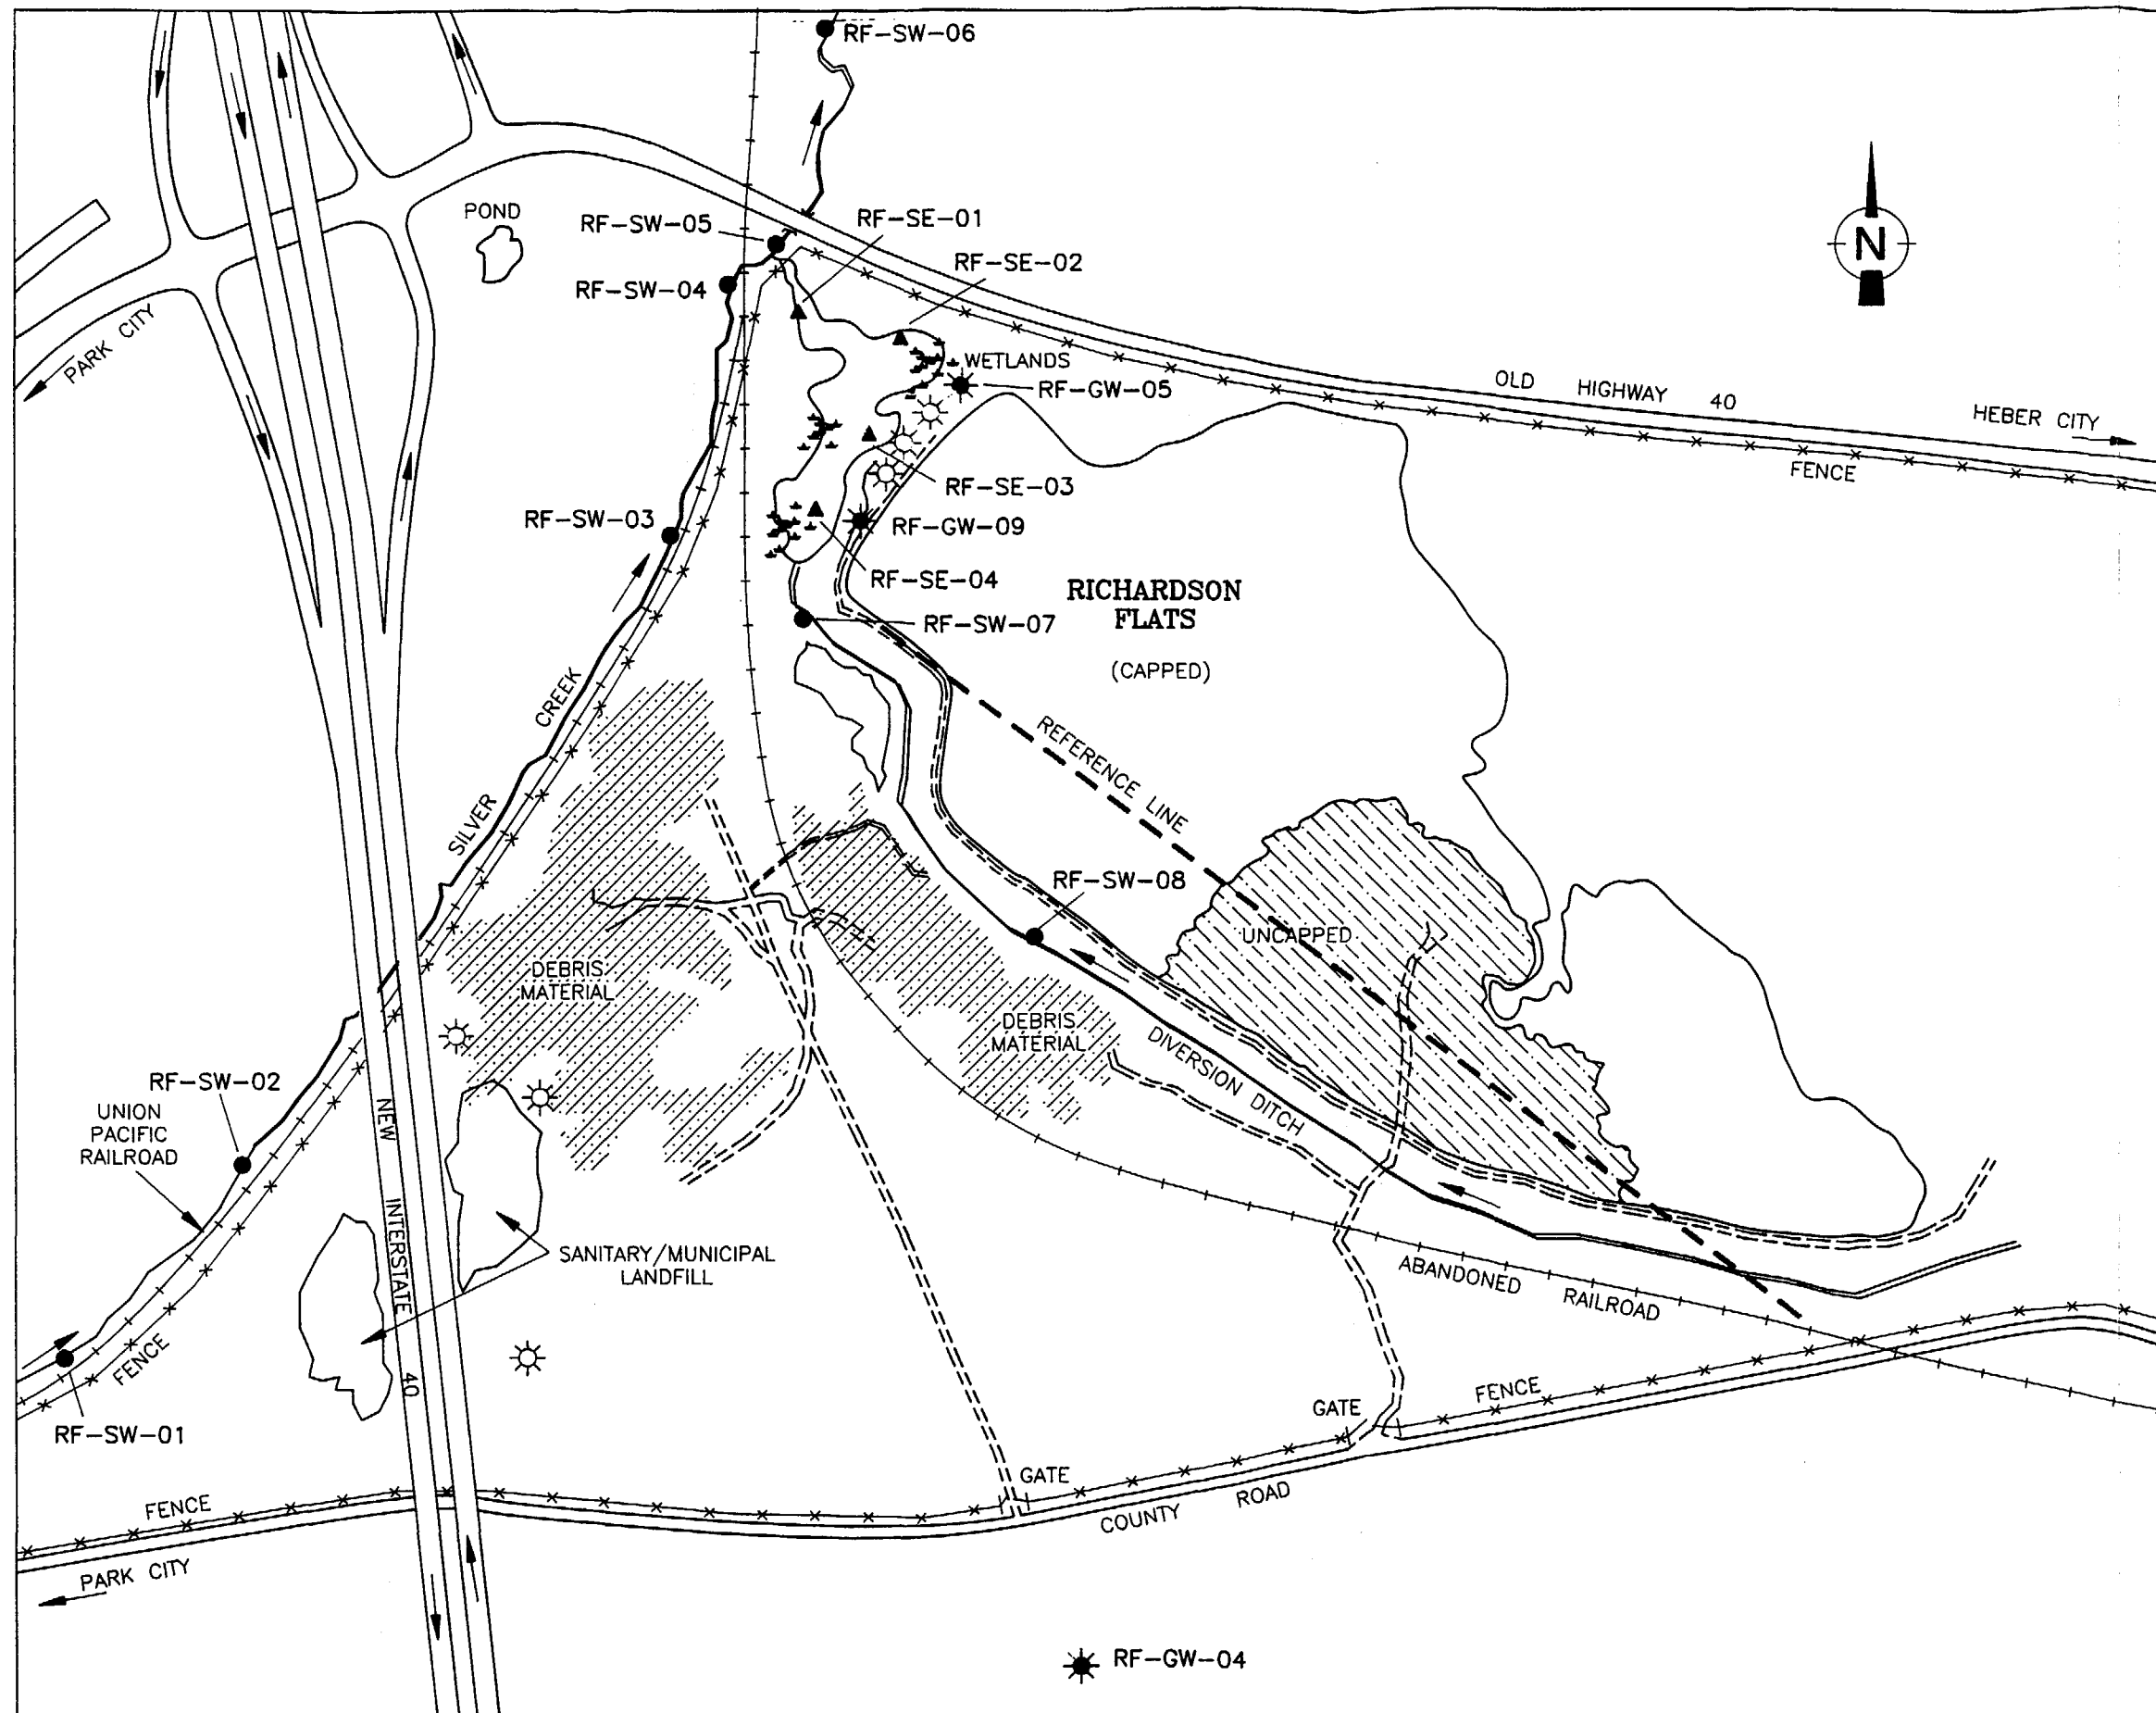 RF-SW-06
POND
RF-SW-05
RF-SE-01
RF-SE-02
RF-SW-04
N
PARK CITY
WETLANDS
RF-GW-05
OLD HIGHWAY 40
HEBER CITY
FENCE
RF-SE-03
RF-SW-03
RF-GW-09
RF-SE-04
RICHARDSON
FLATS
(CAPPED)
RF-SW-07
SILVER CREEK
REFERENCE LINE
RF-SW-08
UNCAPPED
DEBRIS
MATERIAL
DEBRIS
MATERIAL
DIVERSION DITCH
RF-SW-02
UNION
PACIFIC
RAILROAD
NEW INTERSTATE 40
SANITARY/MUNICIPAL
LANDFILL
ABANDONED RAILROAD
FENCE
RF-SW-01
FENCE
GATE
GATE
COUNTY ROAD
FENCE
PARK CITY
RF-GW-04